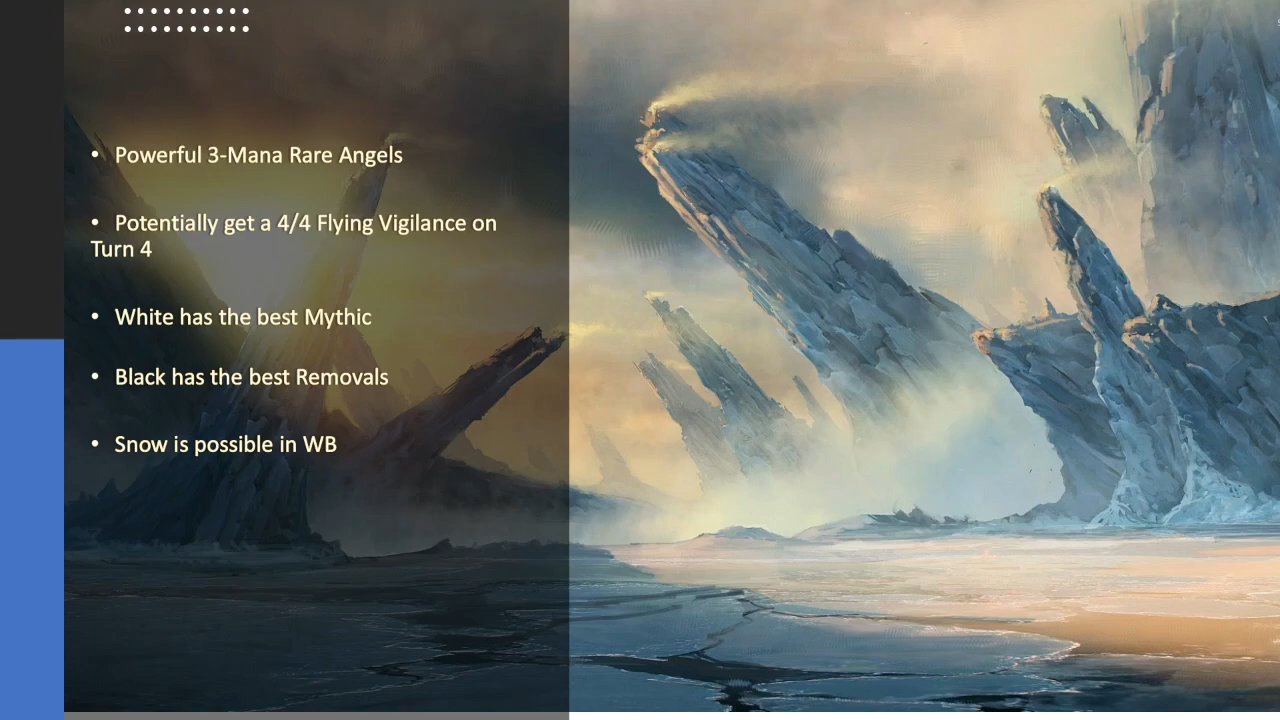 • Powerful 3-Mana Rare Angels
• Potentially get a 4/4 Flying Vigilance on
Turn 4
• White has the best Mythic
• Black has the best Removals
• Snow is possible in WB